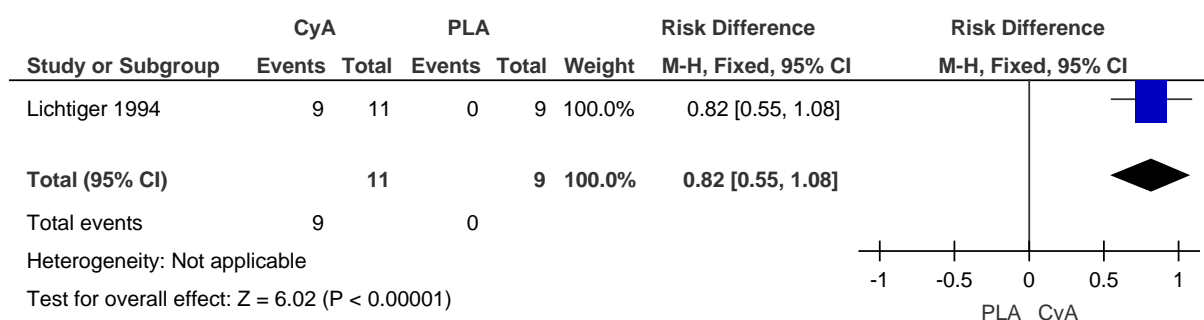 CyA PLA Risk Difference Risk Difference
Study or Subgroup Events Total Events Total Weight M-H, Fixed, 95% CI M-H, Fixed, 95% CI
Lichtiger 1994 9 11 0 9 100.0% 0.82 [0.55, 1.08]
Total (95% CI) 11 9 100.0% 0.82 [0.55, 1.08]
Total events 9 0
Heterogeneity: Not applicable
Test for overall effect: Z = 6.02 (P < 0.00001)
-1 -0.5 0 0.5 1
PLA CyA